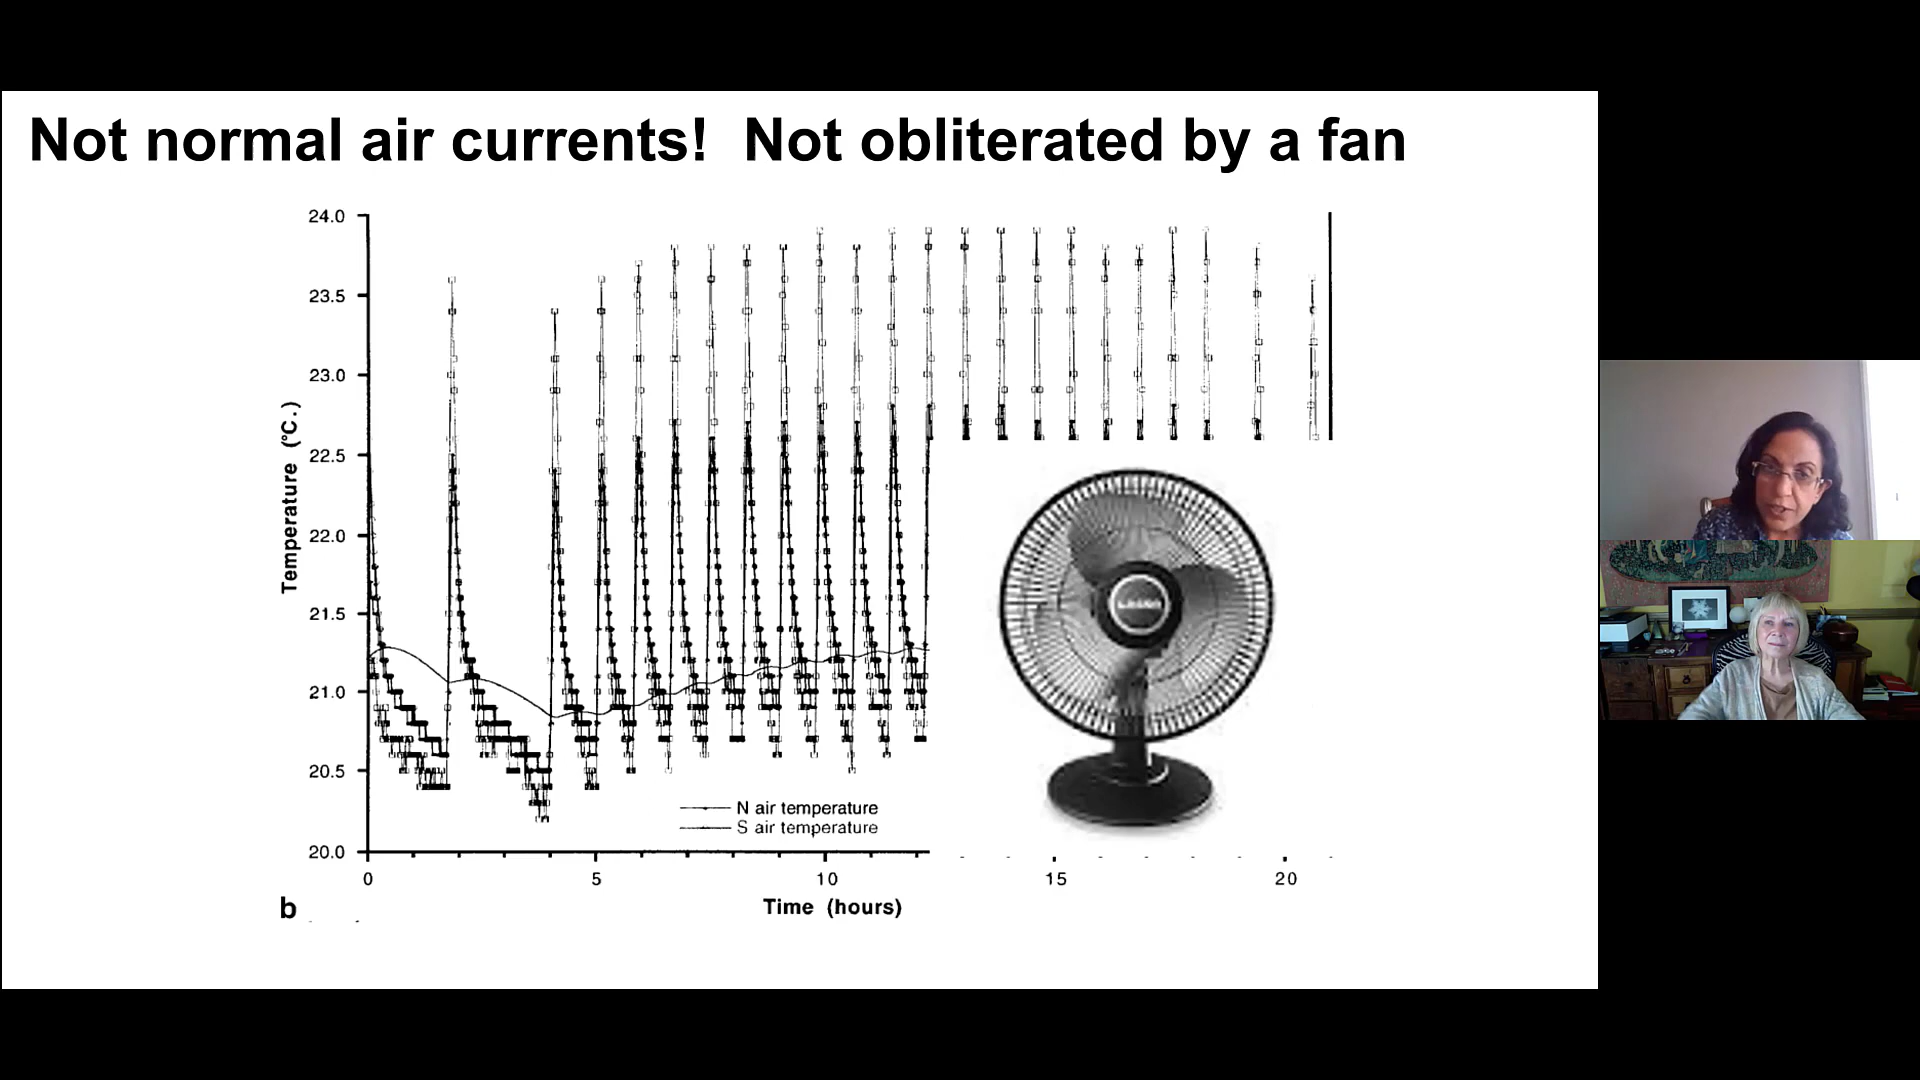 Not normal air currents!  Not obliterated by a fan
24.0
23.5
23.0
22.5
22.0
21.5
21.0
20.5
20.0
Temperature (°C.)
N air temperature
S air temperature
0 5 10 15 20
Time (hours)
b